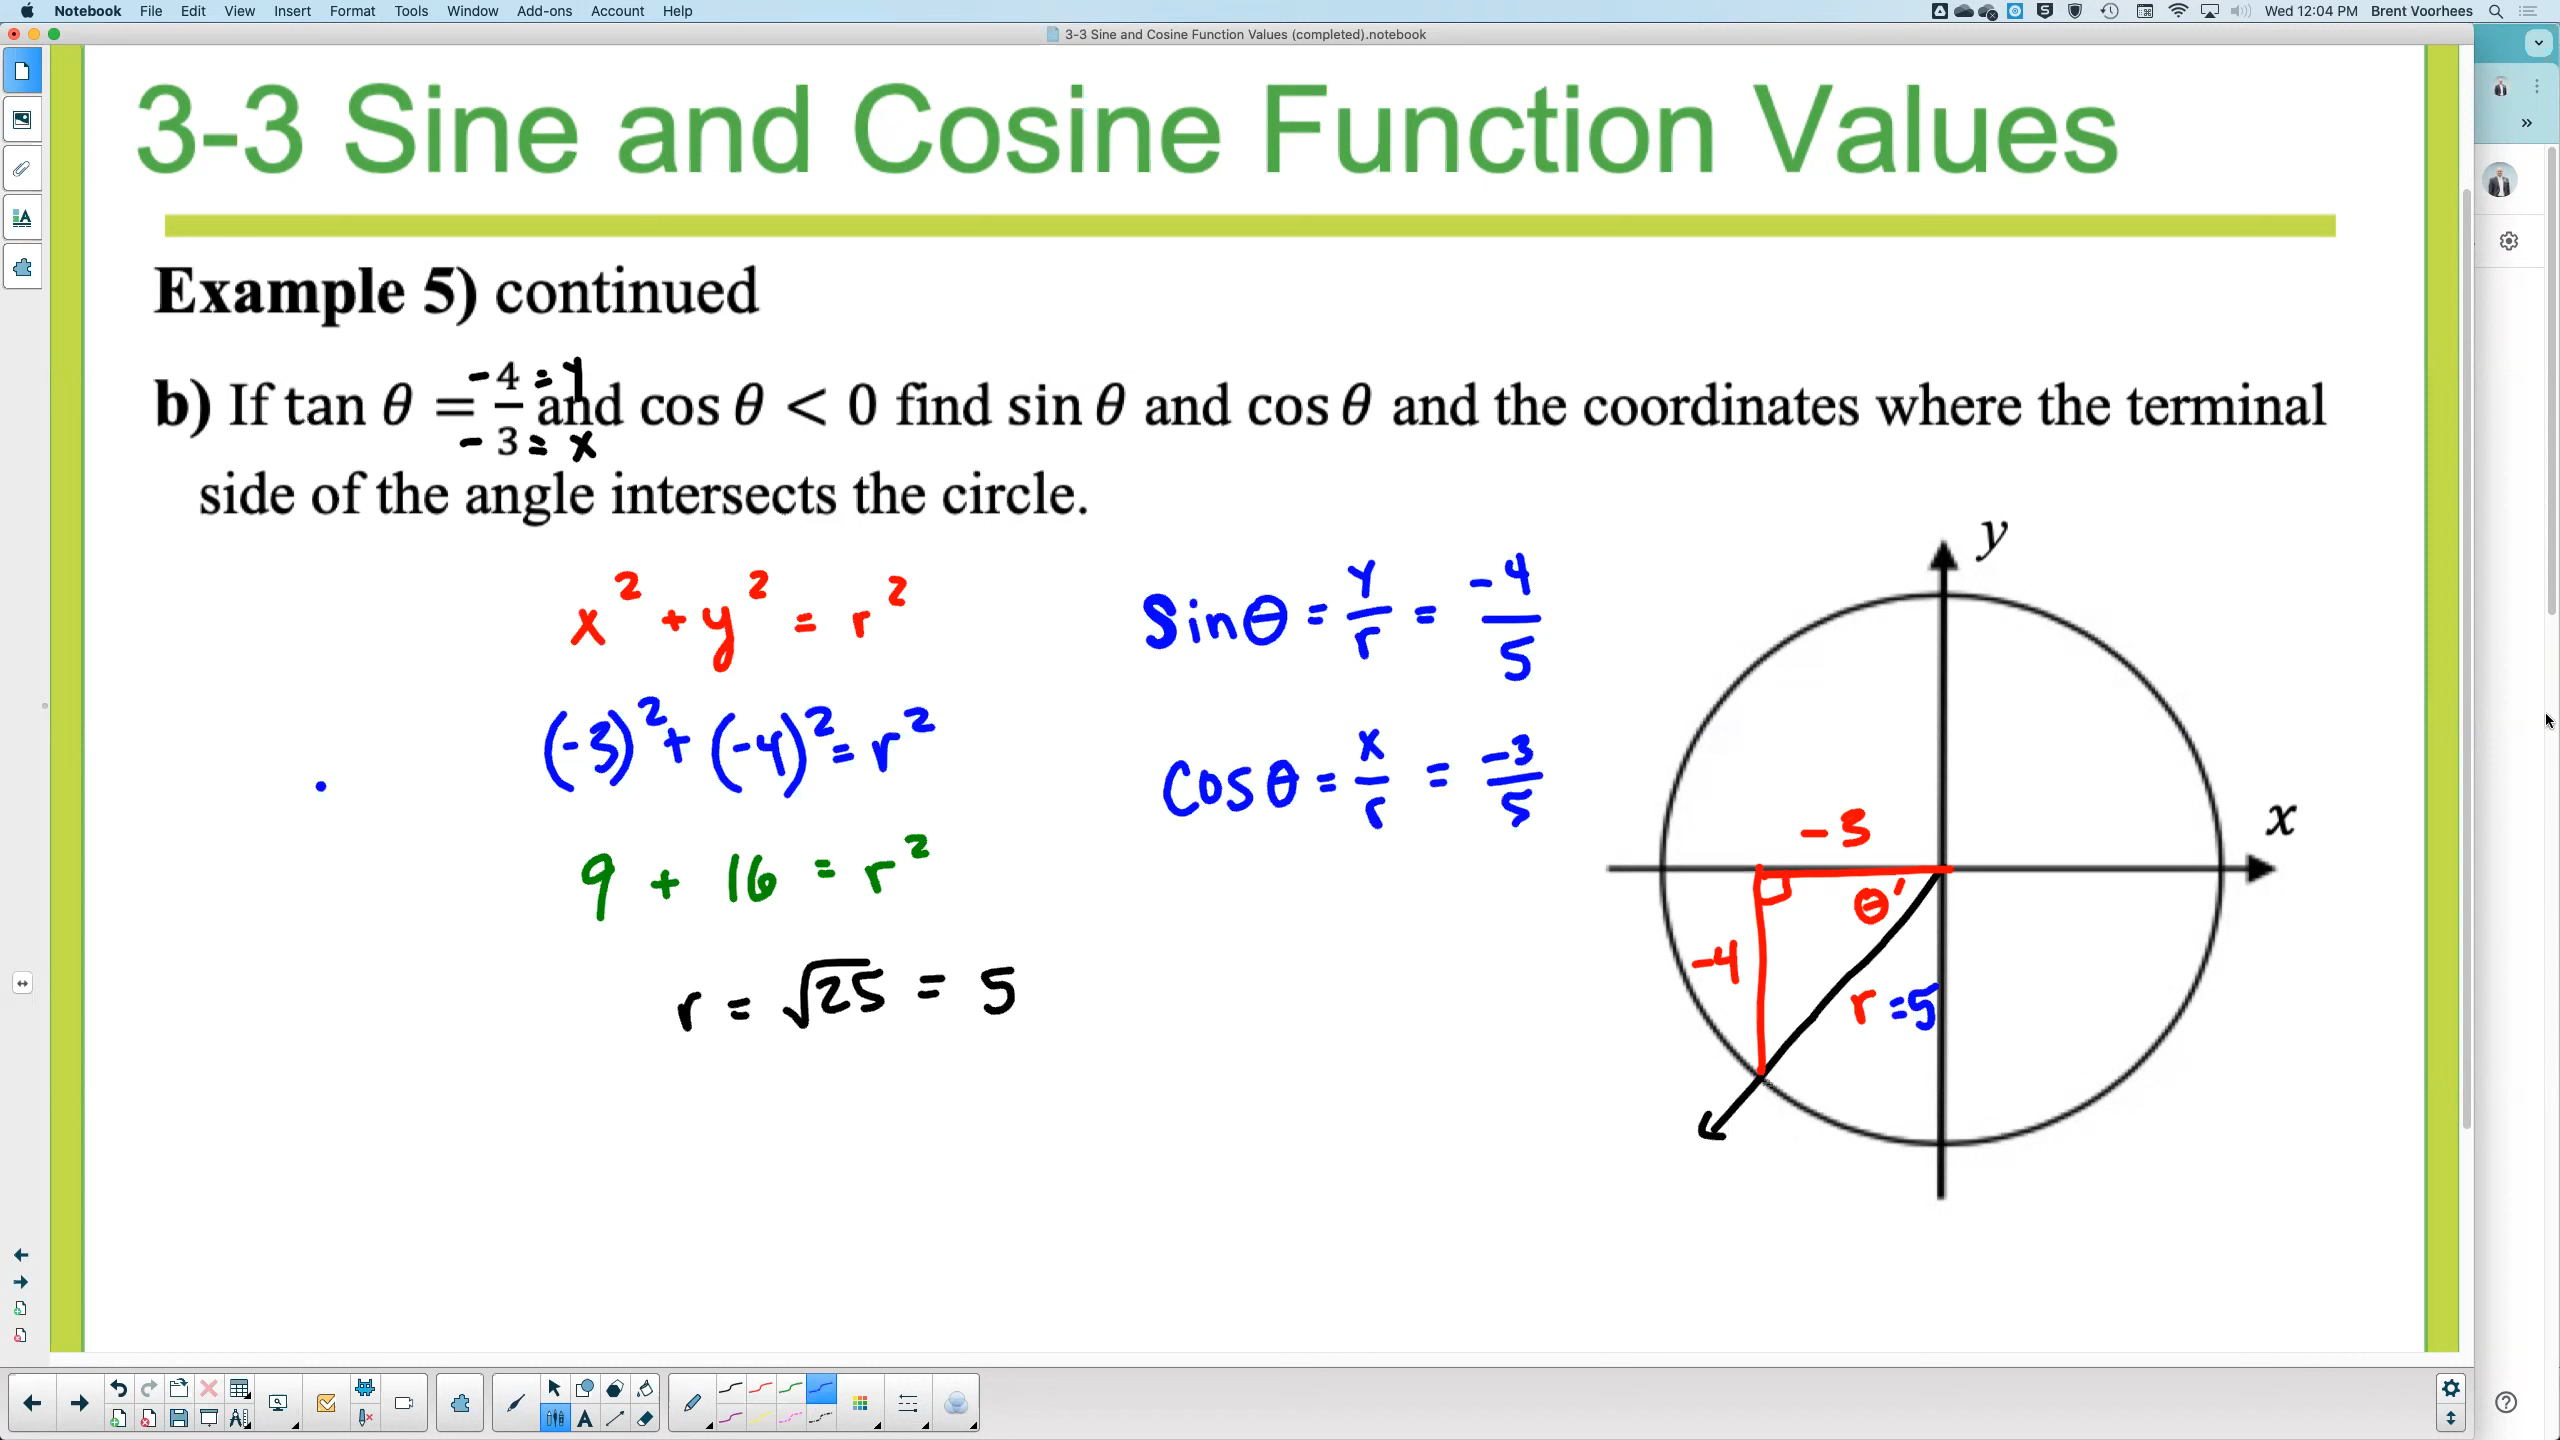 Notebook File Edit View Insert Format Tools Window Add-ons Account Help Wed 12:04 PM Brent Voorhees
3-3 Sine and Cosine Function Values (completed).notebook
3-3 Sine and Cosine Function Values
Example 5) continued
b) If tan θ = -4/-3 and cos θ < 0 find sin θ and cos θ and the coordinates where the terminal
= y
= x
side of the angle intersects the circle.
x² + y² = r²
(-3)² + (-4)² = r²
9 + 16 = r²
r = √25 = 5
Sinθ = y/r = -4/5
Cosθ = x/r = -3/5
y
x
-3
θ'
-4
r = 5